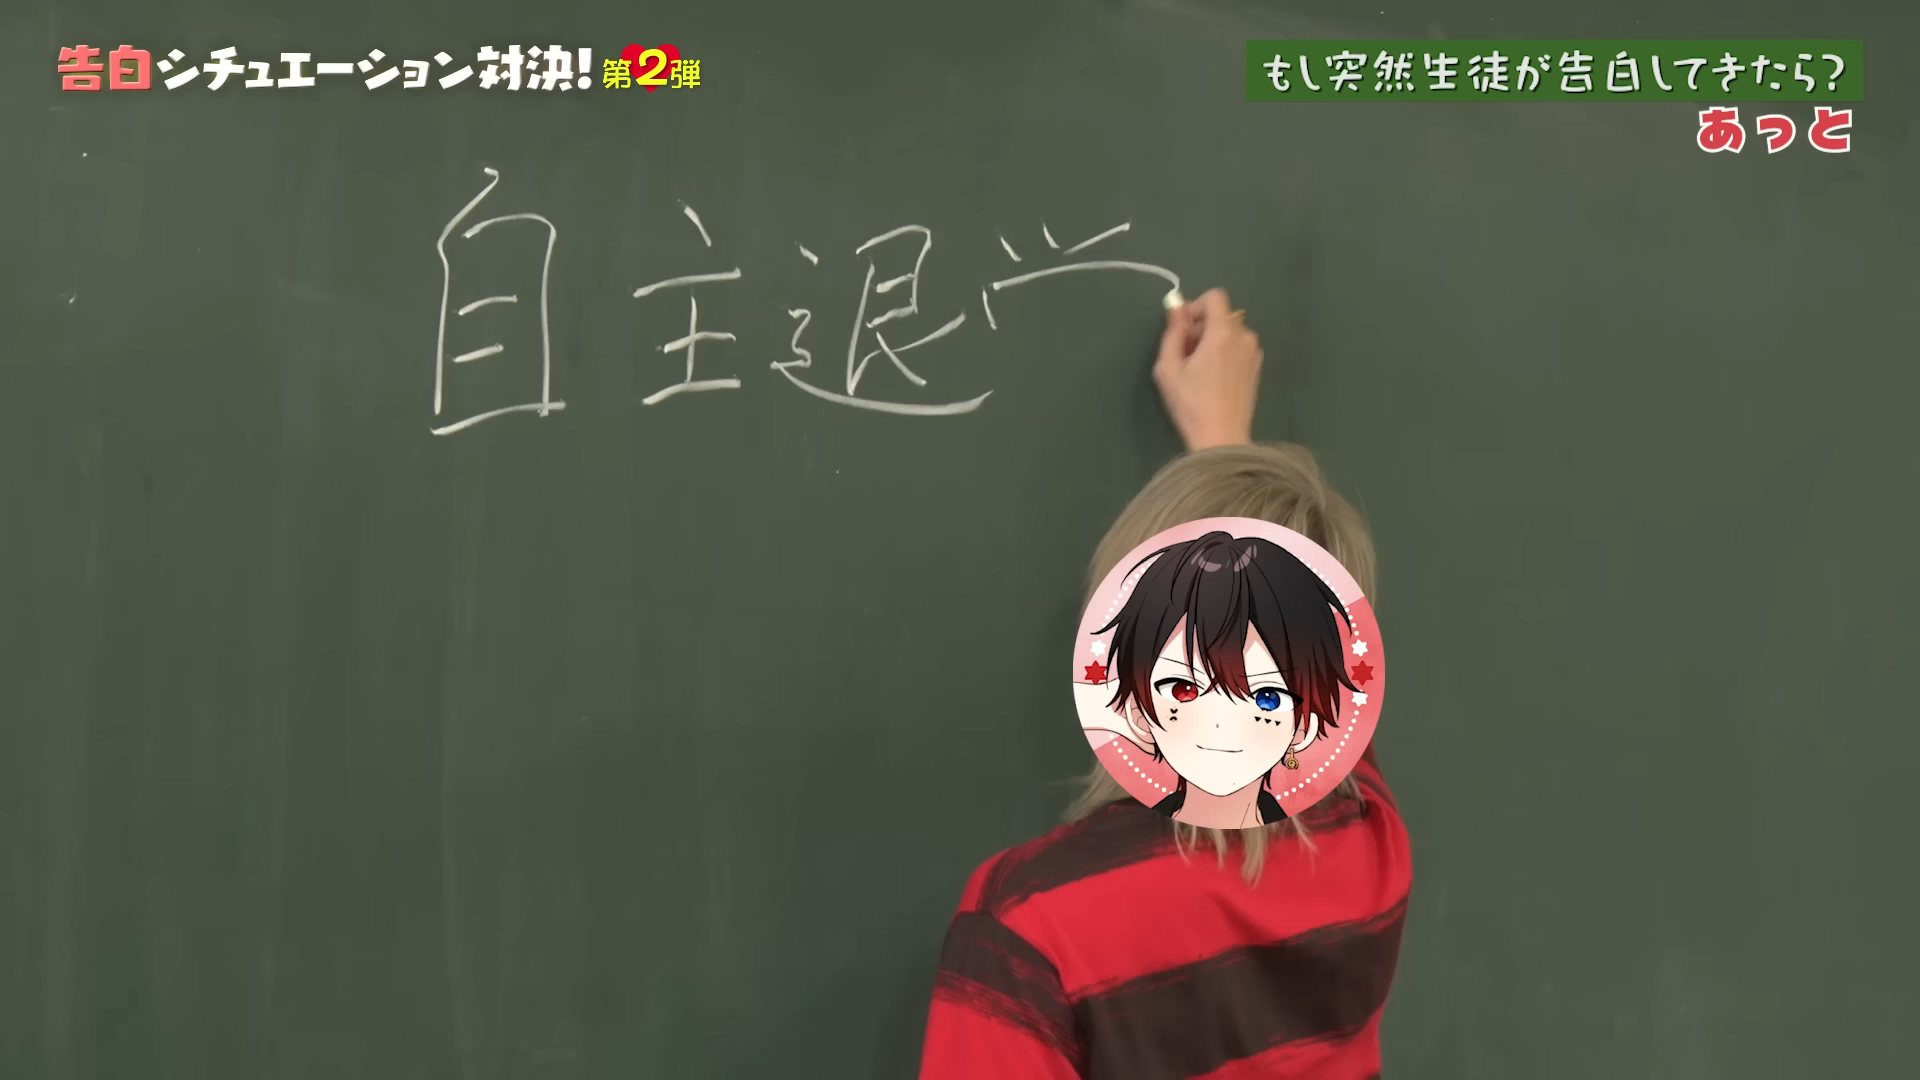 告白シチュエーション対決!第2弾
もし突然生徒が告白してきたら?
あっと
自主退